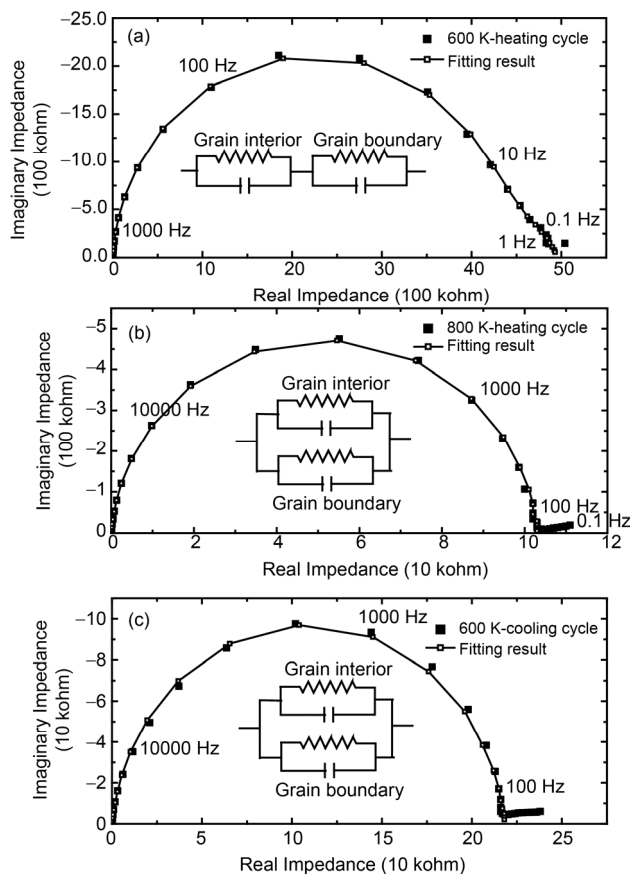 (a)
600 K-heating cycle
Fitting result
100 Hz
Grain interior Grain boundary
10 Hz
1000 Hz
0.1 Hz
1 Hz
−25.0
−20.0
−15.0
−10.0
−5.0
0.0
Imaginary Impedance
(100 kohm)
0 10 20 30 40 50
Real Impedance (100 kohm)
(b)
800 K-heating cycle
Fitting result
Grain interior
1000 Hz
10000 Hz
Grain boundary
100 Hz
0.1 Hz
−5
−4
−3
−2
−1
0
Imaginary Impedance
(100 kohm)
0 2 4 6 8 10 12
Real Impedance (10 kohm)
(c)
1000 Hz
600 K-cooling cycle
Fitting result
Grain interior
10000 Hz
Grain boundary
100 Hz
−10
−8
−6
−4
−2
0
Imaginary Impedance
(10 kohm)
0 5 10 15 20 25
Real Impedance (10 kohm)